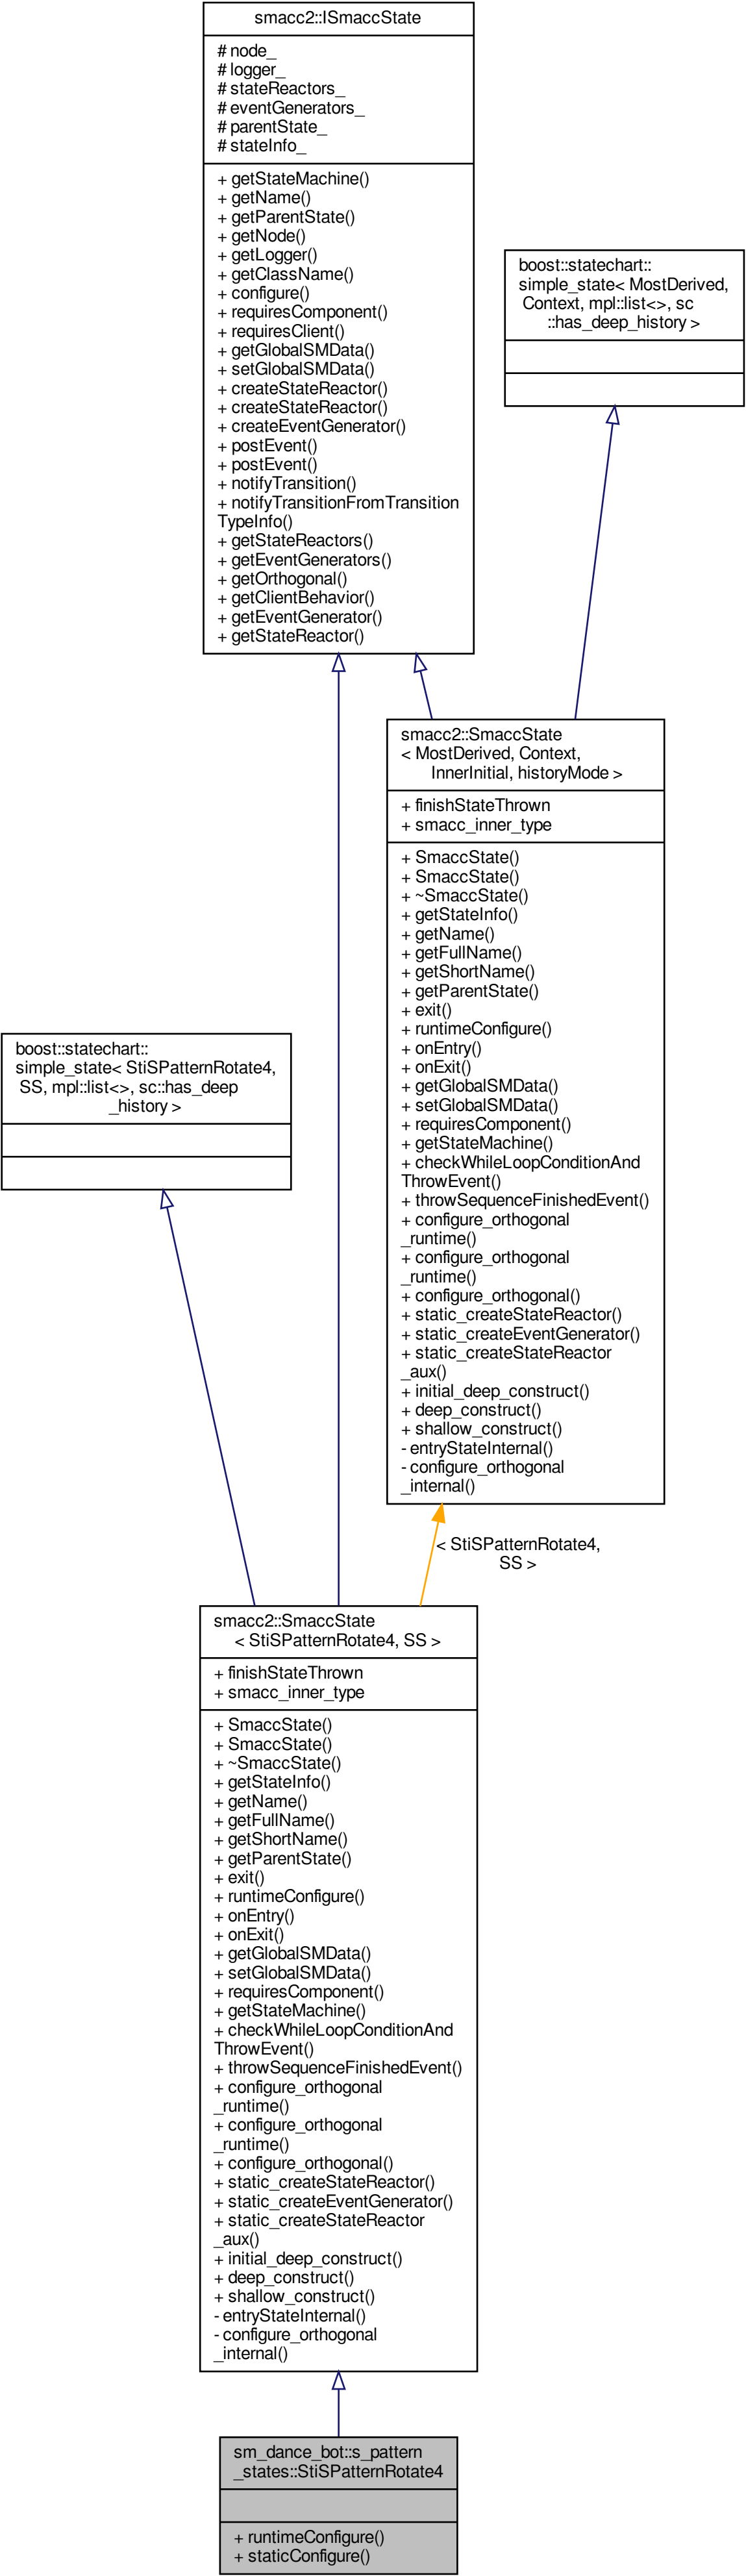 smacc2::ISmaccState
# node_
# logger_
# stateReactors_
# eventGenerators_
# parentState_
# stateInfo_
+ getStateMachine()
+ getName()
+ getParentState()
+ getNode()
+ getLogger()
+ getClassName()
+ configure()
+ requiresComponent()
+ requiresClient()
+ getGlobalSMData()
+ setGlobalSMData()
+ createStateReactor()
+ createStateReactor()
+ createEventGenerator()
+ postEvent()
+ postEvent()
+ notifyTransition()
+ notifyTransitionFromTransition
TypeInfo()
+ getStateReactors()
+ getEventGenerators()
+ getOrthogonal()
+ getClientBehavior()
+ getEventGenerator()
+ getStateReactor()
boost::statechart::
simple_state< MostDerived,
Context, mpl::list<>, sc
::has_deep_history >
smacc2::SmaccState
< MostDerived, Context,
InnerInitial, historyMode >
+ finishStateThrown
+ smacc_inner_type
+ SmaccState()
+ SmaccState()
+ ~SmaccState()
+ getStateInfo()
+ getName()
+ getFullName()
+ getShortName()
+ getParentState()
+ exit()
+ runtimeConfigure()
+ onEntry()
+ onExit()
+ getGlobalSMData()
+ setGlobalSMData()
+ requiresComponent()
+ getStateMachine()
+ checkWhileLoopConditionAnd
ThrowEvent()
+ throwSequenceFinishedEvent()
+ configure_orthogonal
_runtime()
+ configure_orthogonal
_runtime()
+ configure_orthogonal()
+ static_createStateReactor()
+ static_createEventGenerator()
+ static_createStateReactor
_aux()
+ initial_deep_construct()
+ deep_construct()
+ shallow_construct()
- entryStateInternal()
- configure_orthogonal
_internal()
boost::statechart::
simple_state< StiSPatternRotate4,
SS, mpl::list<>, sc::has_deep
_history >
< StiSPatternRotate4,
SS >
smacc2::SmaccState
< StiSPatternRotate4, SS >
+ finishStateThrown
+ smacc_inner_type
+ SmaccState()
+ SmaccState()
+ ~SmaccState()
+ getStateInfo()
+ getName()
+ getFullName()
+ getShortName()
+ getParentState()
+ exit()
+ runtimeConfigure()
+ onEntry()
+ onExit()
+ getGlobalSMData()
+ setGlobalSMData()
+ requiresComponent()
+ getStateMachine()
+ checkWhileLoopConditionAnd
ThrowEvent()
+ throwSequenceFinishedEvent()
+ configure_orthogonal
_runtime()
+ configure_orthogonal
_runtime()
+ configure_orthogonal()
+ static_createStateReactor()
+ static_createEventGenerator()
+ static_createStateReactor
_aux()
+ initial_deep_construct()
+ deep_construct()
+ shallow_construct()
- entryStateInternal()
- configure_orthogonal
_internal()
sm_dance_bot::s_pattern
_states::StiSPatternRotate4
+ runtimeConfigure()
+ staticConfigure()